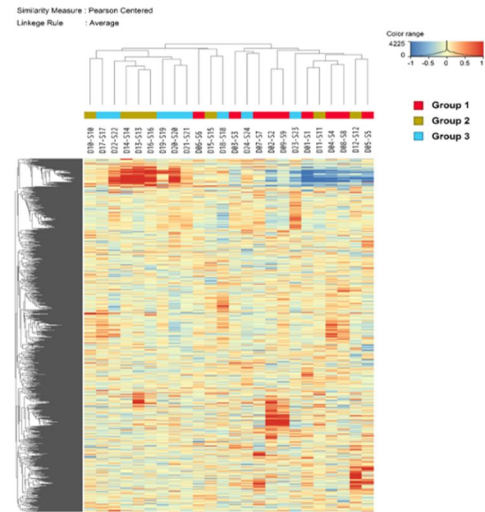 Similarity Measure : Pearson Centered
Linkege Rule : Average
Color range
4225
0
-1 -0.5 0 0.5 1
Group 1
Group 2
Group 3
D10-S10
D17-S17
D22-S22
D14-S14
D13-S13
D16-S16
D19-S19
D20-S20
D21-S21
D06-S6
D15-S15
D18-S18
D03-S3
D24-S24
D07-S7
D02-S2
D09-S9
D23-S23
D01-S1
D11-S11
D04-S4
D08-S8
D12-S12
D05-S5